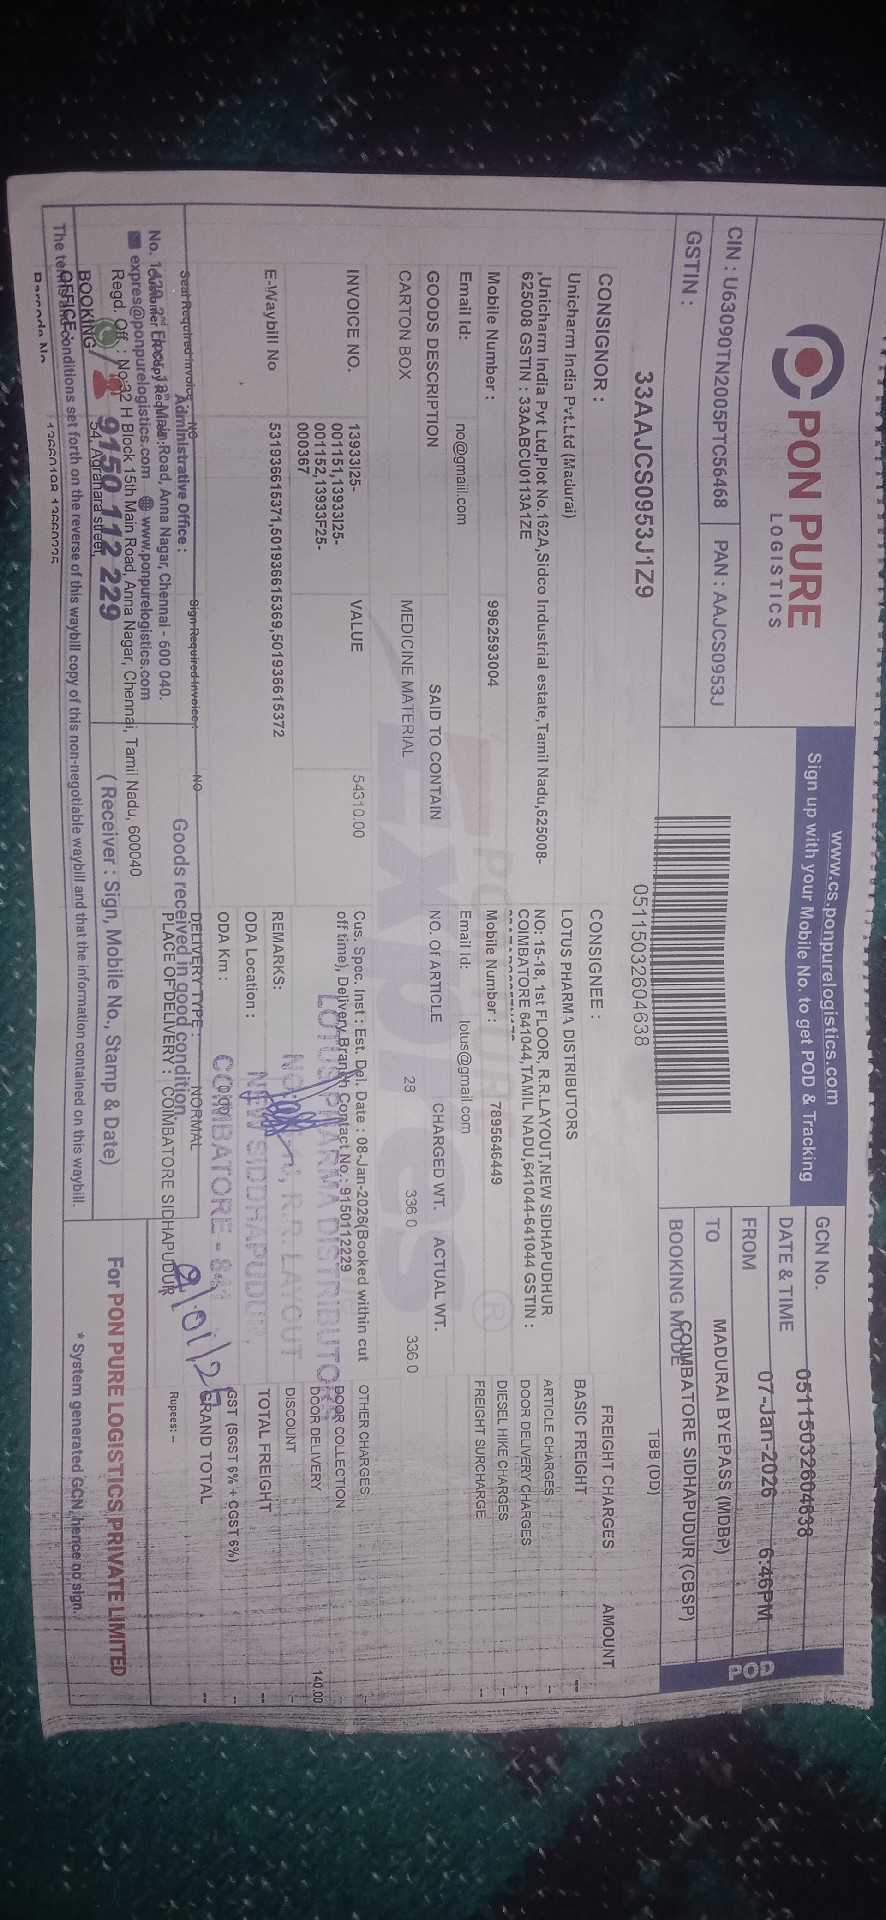 PON PURE
LOGISTICS
www.cs.ponpurelogistics.com
Sign up with your Mobile No. to get POD & Tracking
CIN : U63090TN2005PTC56468
PAN : AAJCS0953J
GSTIN :
33AAJCS0953J1Z9
05115032604638
GCN No.
05115032604638
DATE & TIME
07-Jan-2026 6:46PM
FROM
MADURAI BYEPASS (MDBP)
TO
COIMBATORE SIDHAPUDUR (CBSP)
BOOKING MODE
TBB (DD)
POD
CONSIGNOR :
Unicharm India Pvt.Ltd (Madurai)
,Unicharm India Pvt Ltd,Plot No.162A,Sidco Industrial estate,Tamil Nadu,625008-
625008 GSTIN : 33AABCU0113A1ZE
Mobile Number : 9962593004
Email Id: no@gmail.com
CONSIGNEE :
LOTUS PHARMA DISTRIBUTORS
NO: 15-18, 1st FLOOR, R.R.LAYOUT,NEW SIDHAPUDHUR
COIMBATORE 641044,TAMIL NADU,641044-641044 GSTIN :
Mobile Number : 7895646449
Email Id: lotus@gmail.com
GOODS DESCRIPTION SAID TO CONTAIN NO. Of ARTICLE CHARGED WT. ACTUAL WT.
CARTON BOX MEDICINE MATERIAL 28 336.0 336.0
INVOICE NO.
13933I25-
001151,13933I25-
001152,13933F25-
000367
VALUE 54310.00
E-Waybill No 531936615371,501936615369,501936615372
Cus. Spec. Inst : Est. Del. Date : 08-Jan-2026(Booked within cut
off time), Delivery Branch Contact No.: 9150112229
REMARKS:
ODA Location :
ODA Km :
DELIVERY TYPE : NORMAL
PLACE OF DELIVERY : COIMBATORE SIDHAPUDUR
FREIGHT CHARGES AMOUNT
BASIC FREIGHT --
ARTICLE CHARGES --
DOOR DELIVERY CHARGES --
DIESEL HIKE CHARGES --
FREIGHT SURCHARGE --
OTHER CHARGES --
DOOR COLLECTION --
DOOR DELIVERY 140.00
DISCOUNT --
TOTAL FREIGHT --
GST (SGST 6% + CGST 6%) --
GRAND TOTAL --
Rupees: --
LOTUS PHARMA DISTRIBUTORS
R.R. LAYOUT
NEW SIDDHAPUDUR,
COIMBATORE -
Seal Required Invoice : NO
Sign Required Invoice : NO
Administrative Office :
2nd Floor, 13th Main Road, Anna Nagar, Chennai - 600 040.
expres@ponpurelogistics.com www.ponpurelogistics.com
Regd. Off. : No:32 H Block 15th Main Road, Anna Nagar, Chennai, Tamil Nadu, 600040
BOOKING
OFFICE :
9150 112 229
54, Agrahara street,
Goods received in good condition
( Receiver : Sign, Mobile No., Stamp & Date)
For PON PURE LOGISTICS PRIVATE LIMITED
* System generated GCN, hence no sign.
The terms and conditions set forth on the reverse of this waybill copy of this non-negotiable waybill and that the information contained on this waybill.